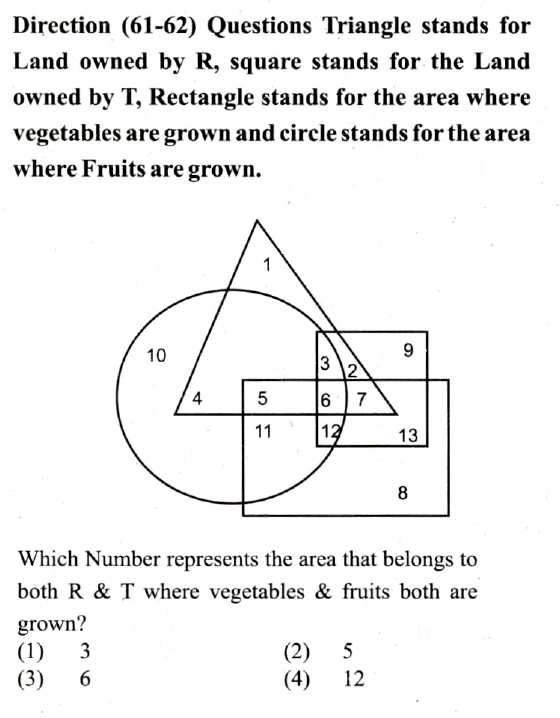 Direction (61-62) Questions Triangle stands for
Land owned by R, square stands for the Land
owned by T, Rectangle stands for the area where
vegetables are grown and circle stands for the area
where Fruits are grown.
1
10
9
3
2
4
5
6
7
11
12
13
8
Which Number represents the area that belongs to
both R & T where vegetables & fruits both are
grown?
(1) 3 (2) 5
(3) 6 (4) 12